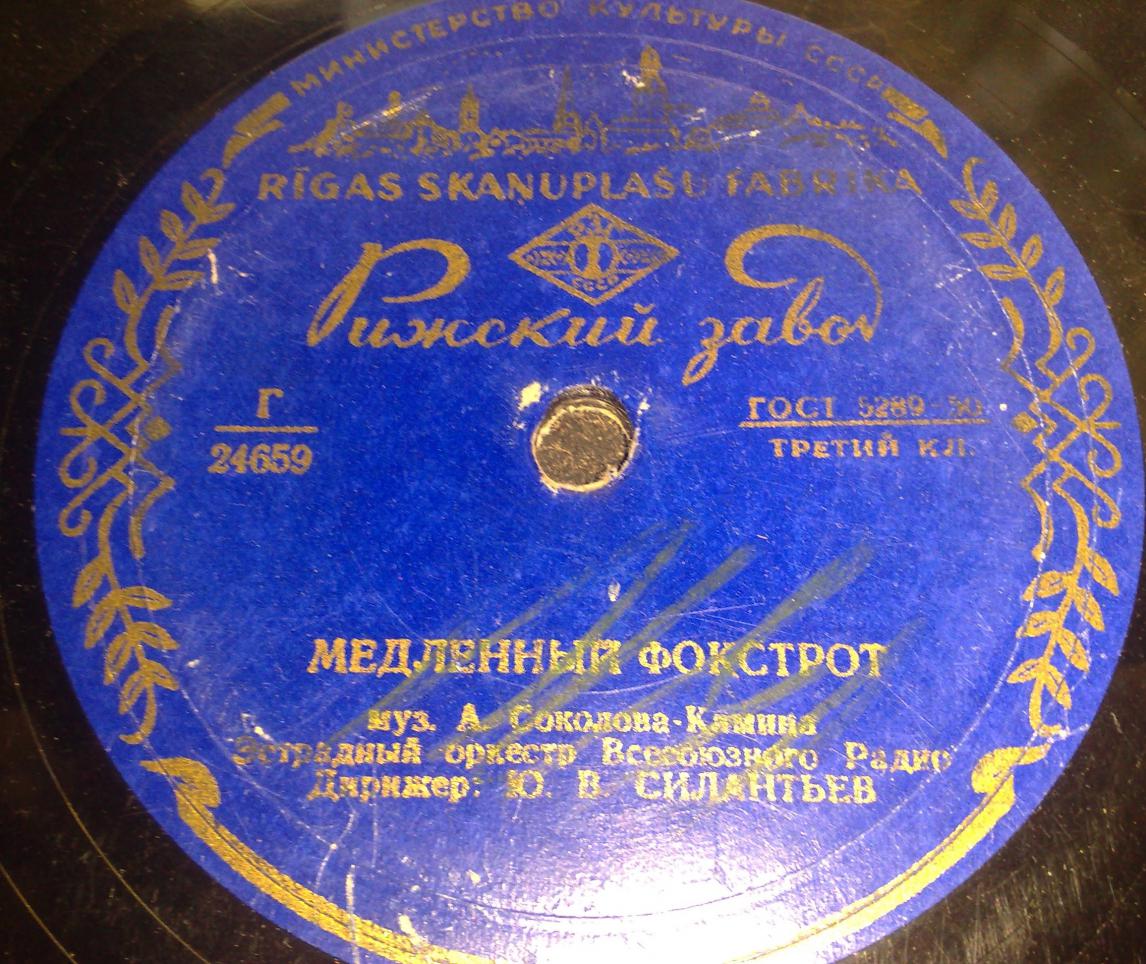 МИНИСТЕРСТВО КУЛЬТУРЫ СССР
RĪGAS SKAŅUPLAŠU FABRIKA
Рижский завод
Г
24659
ГОСТ 5289-50
ТРЕТИЙ КЛ.
МЕДЛЕННЫЙ ФОКСТРОТ
муз. А. Соколова-Камина
Эстрадный оркестр Всесоюзного Радио
Дирижер: Ю. В. СИЛАНТЬЕВ